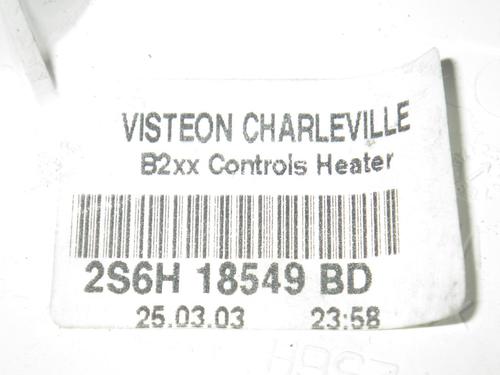 VISTEON CHARLEVILLE
B2xx Controls Heater
2S6H 18549 BD
25.03.03 23:58